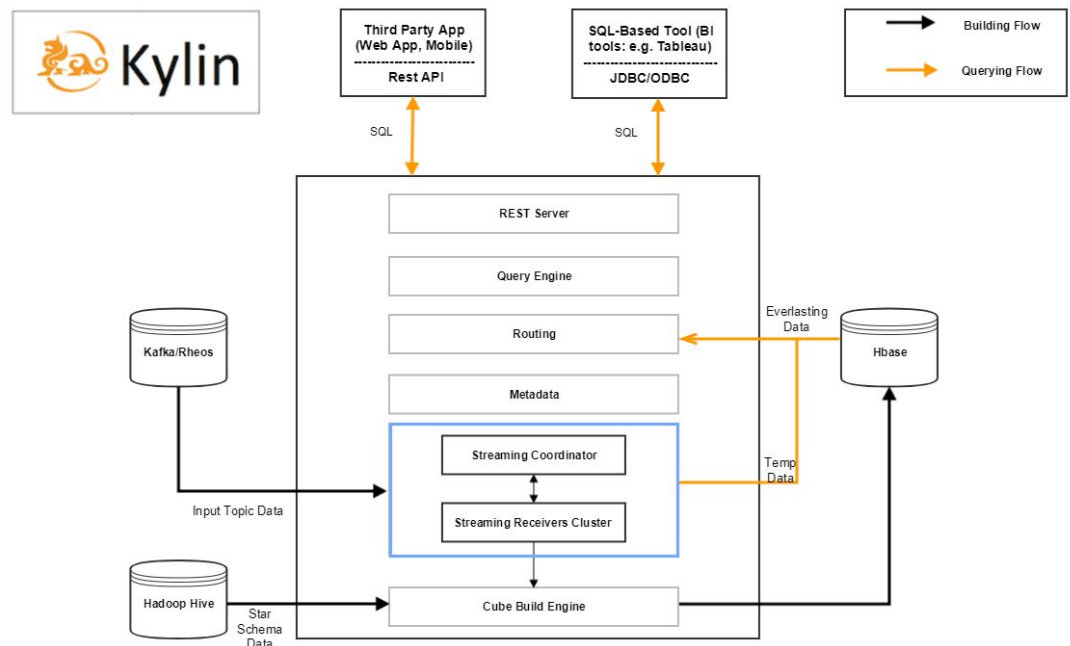 Kylin
Third Party App
(Web App, Mobile)
Rest API
SQL-Based Tool (BI
tools: e.g. Tableau)
JDBC/ODBC
Building Flow
Querying Flow
SQL
SQL
REST Server
Query Engine
Everlasting
Data
Kafka/Rheos
Routing
Hbase
Metadata
Streaming Coordinator
Temp
Data
Input Topic Data
Streaming Receivers Cluster
Hadoop Hive
Cube Build Engine
Star
Schema
Data